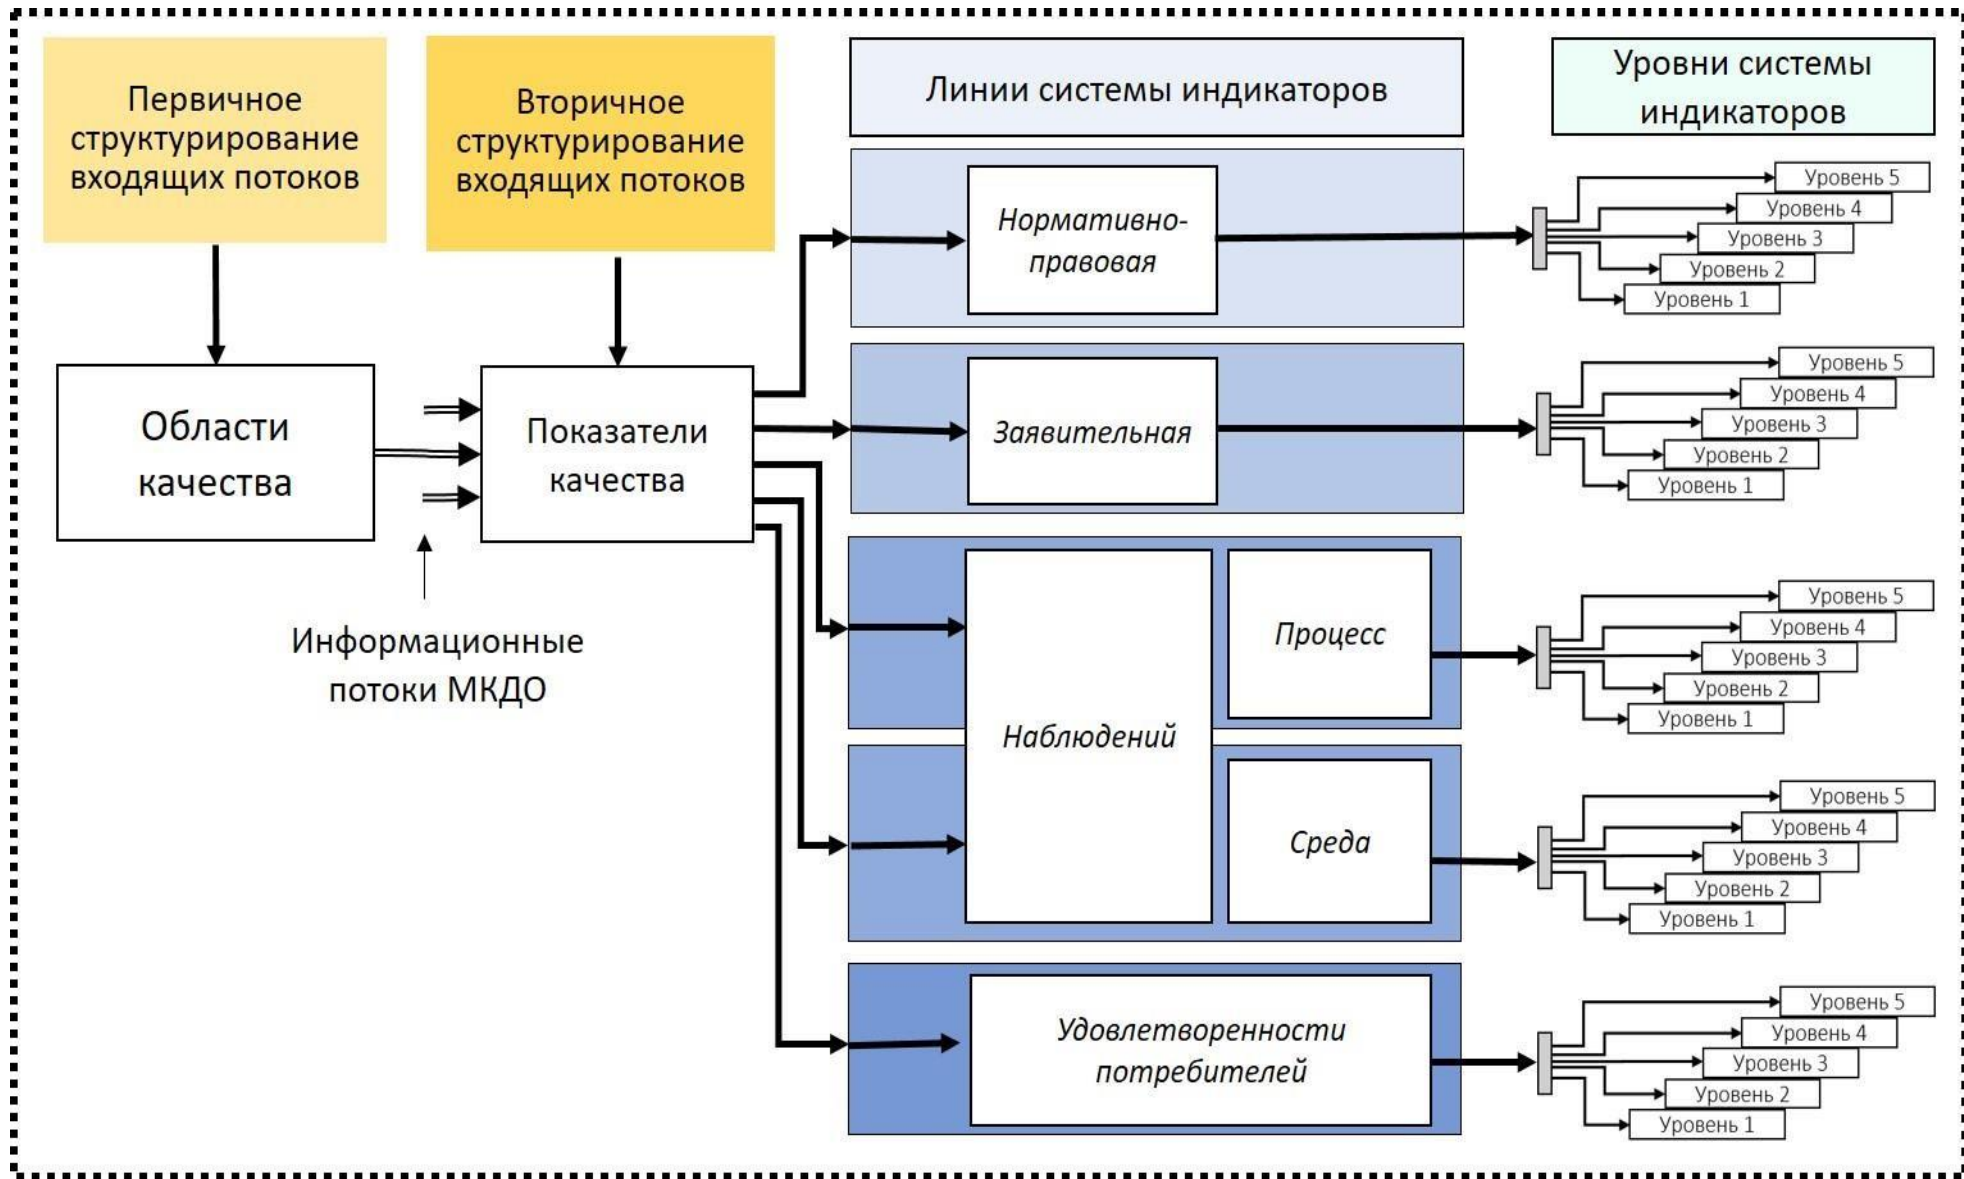 Первичное
структурирование
входящих потоков
Вторичное
структурирование
входящих потоков
Линии системы индикаторов
Уровни системы
индикаторов
Области
качества
Показатели
качества
Информационные
потоки МКДО
Нормативно-
правовая
Уровень 5
Уровень 4
Уровень 3
Уровень 2
Уровень 1
Заявительная
Уровень 5
Уровень 4
Уровень 3
Уровень 2
Уровень 1
Наблюдений
Процесс
Уровень 5
Уровень 4
Уровень 3
Уровень 2
Уровень 1
Среда
Уровень 5
Уровень 4
Уровень 3
Уровень 2
Уровень 1
Удовлетворенности
потребителей
Уровень 5
Уровень 4
Уровень 3
Уровень 2
Уровень 1